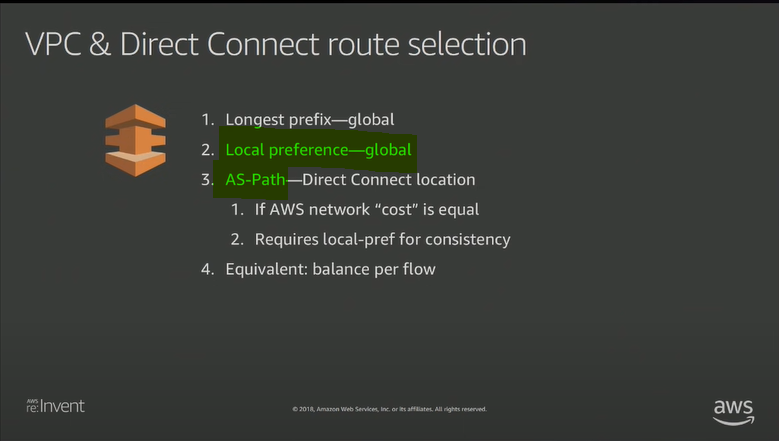 VPC & Direct Connect route selection
1. Longest prefix—global
2. Local preference—global
3. AS-Path—Direct Connect location
1. If AWS network “cost” is equal
2. Requires local-pref for consistency
4. Equivalent: balance per flow
AWS
re:Invent
© 2018, Amazon Web Services, Inc. or its affiliates. All rights reserved.
aws